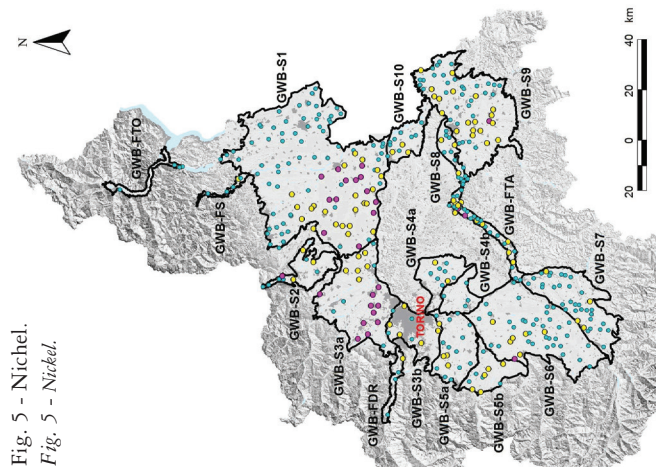 Fig. 5 - Nichel.
Fig. 5 - Nickel.
N
GWB-FTO
GWB-S1
GWB-FS
GWB-S2
GWB-S10
GWB-S3a
GWB-S9
GWB-S8
GWB-S4a
GWB-FDR
TORINO
GWB-FTA
GWB-S3b
GWB-S4b
GWB-S5a
GWB-S7
GWB-S5b
GWB-S6
20 10 0 20 40
km